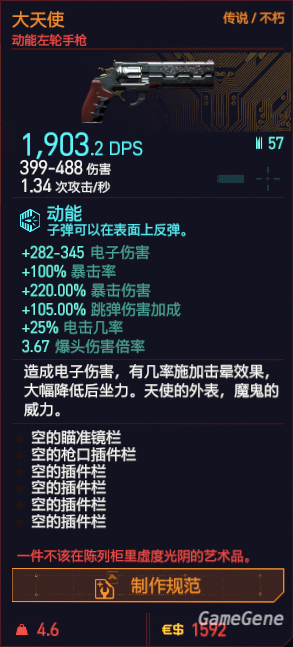 大天使
传说 / 不朽
动能左轮手枪
1,903.2 DPS
57
399-488 伤害
1.34 次攻击/秒
动能
子弹可以在表面上反弹。
+282-345 电子伤害
+100% 暴击率
+220.00% 暴击伤害
+105.00% 跳弹伤害加成
+25% 电击几率
3.67 爆头伤害倍率
造成电子伤害，有几率施加击晕效果，
大幅降低后坐力。天使的外表，魔鬼的
威力。
空的瞄准镜栏
空的枪口插件栏
空的插件栏
空的插件栏
空的插件栏
空的插件栏
一件不该在陈列柜里虚度光阴的艺术品。
制作规范
4.6
€$ 1592
GameGene